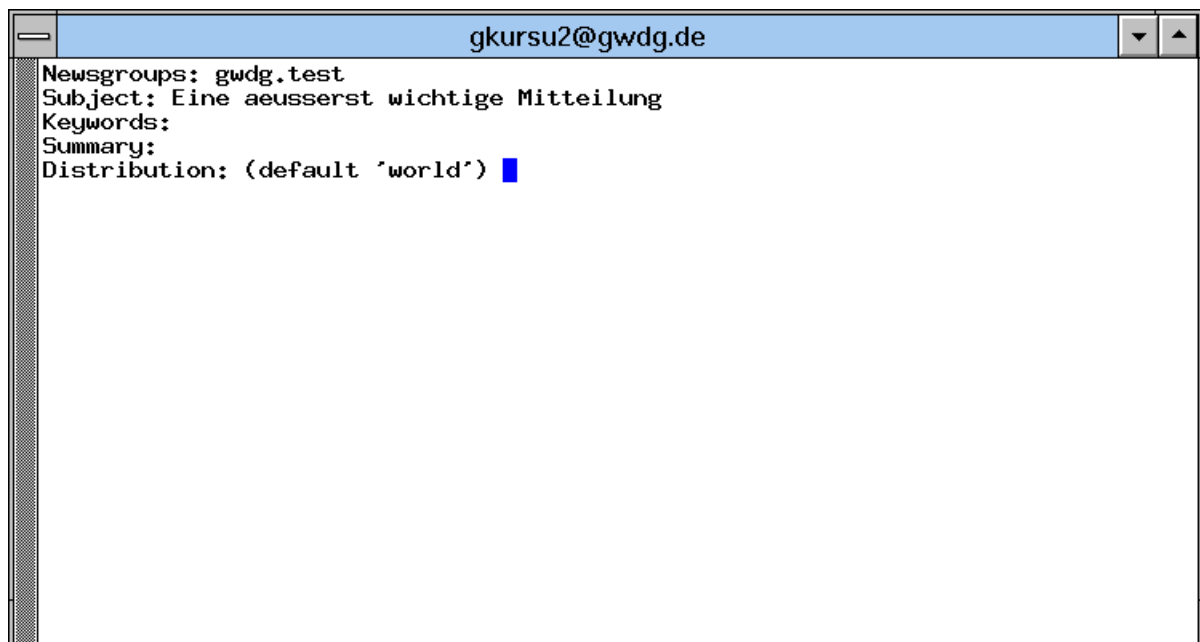 gkursu2@gwdg.de
Newsgroups: gwdg.test
Subject: Eine aeusserst wichtige Mitteilung
Keywords:
Summary:
Distribution: (default ´world´)